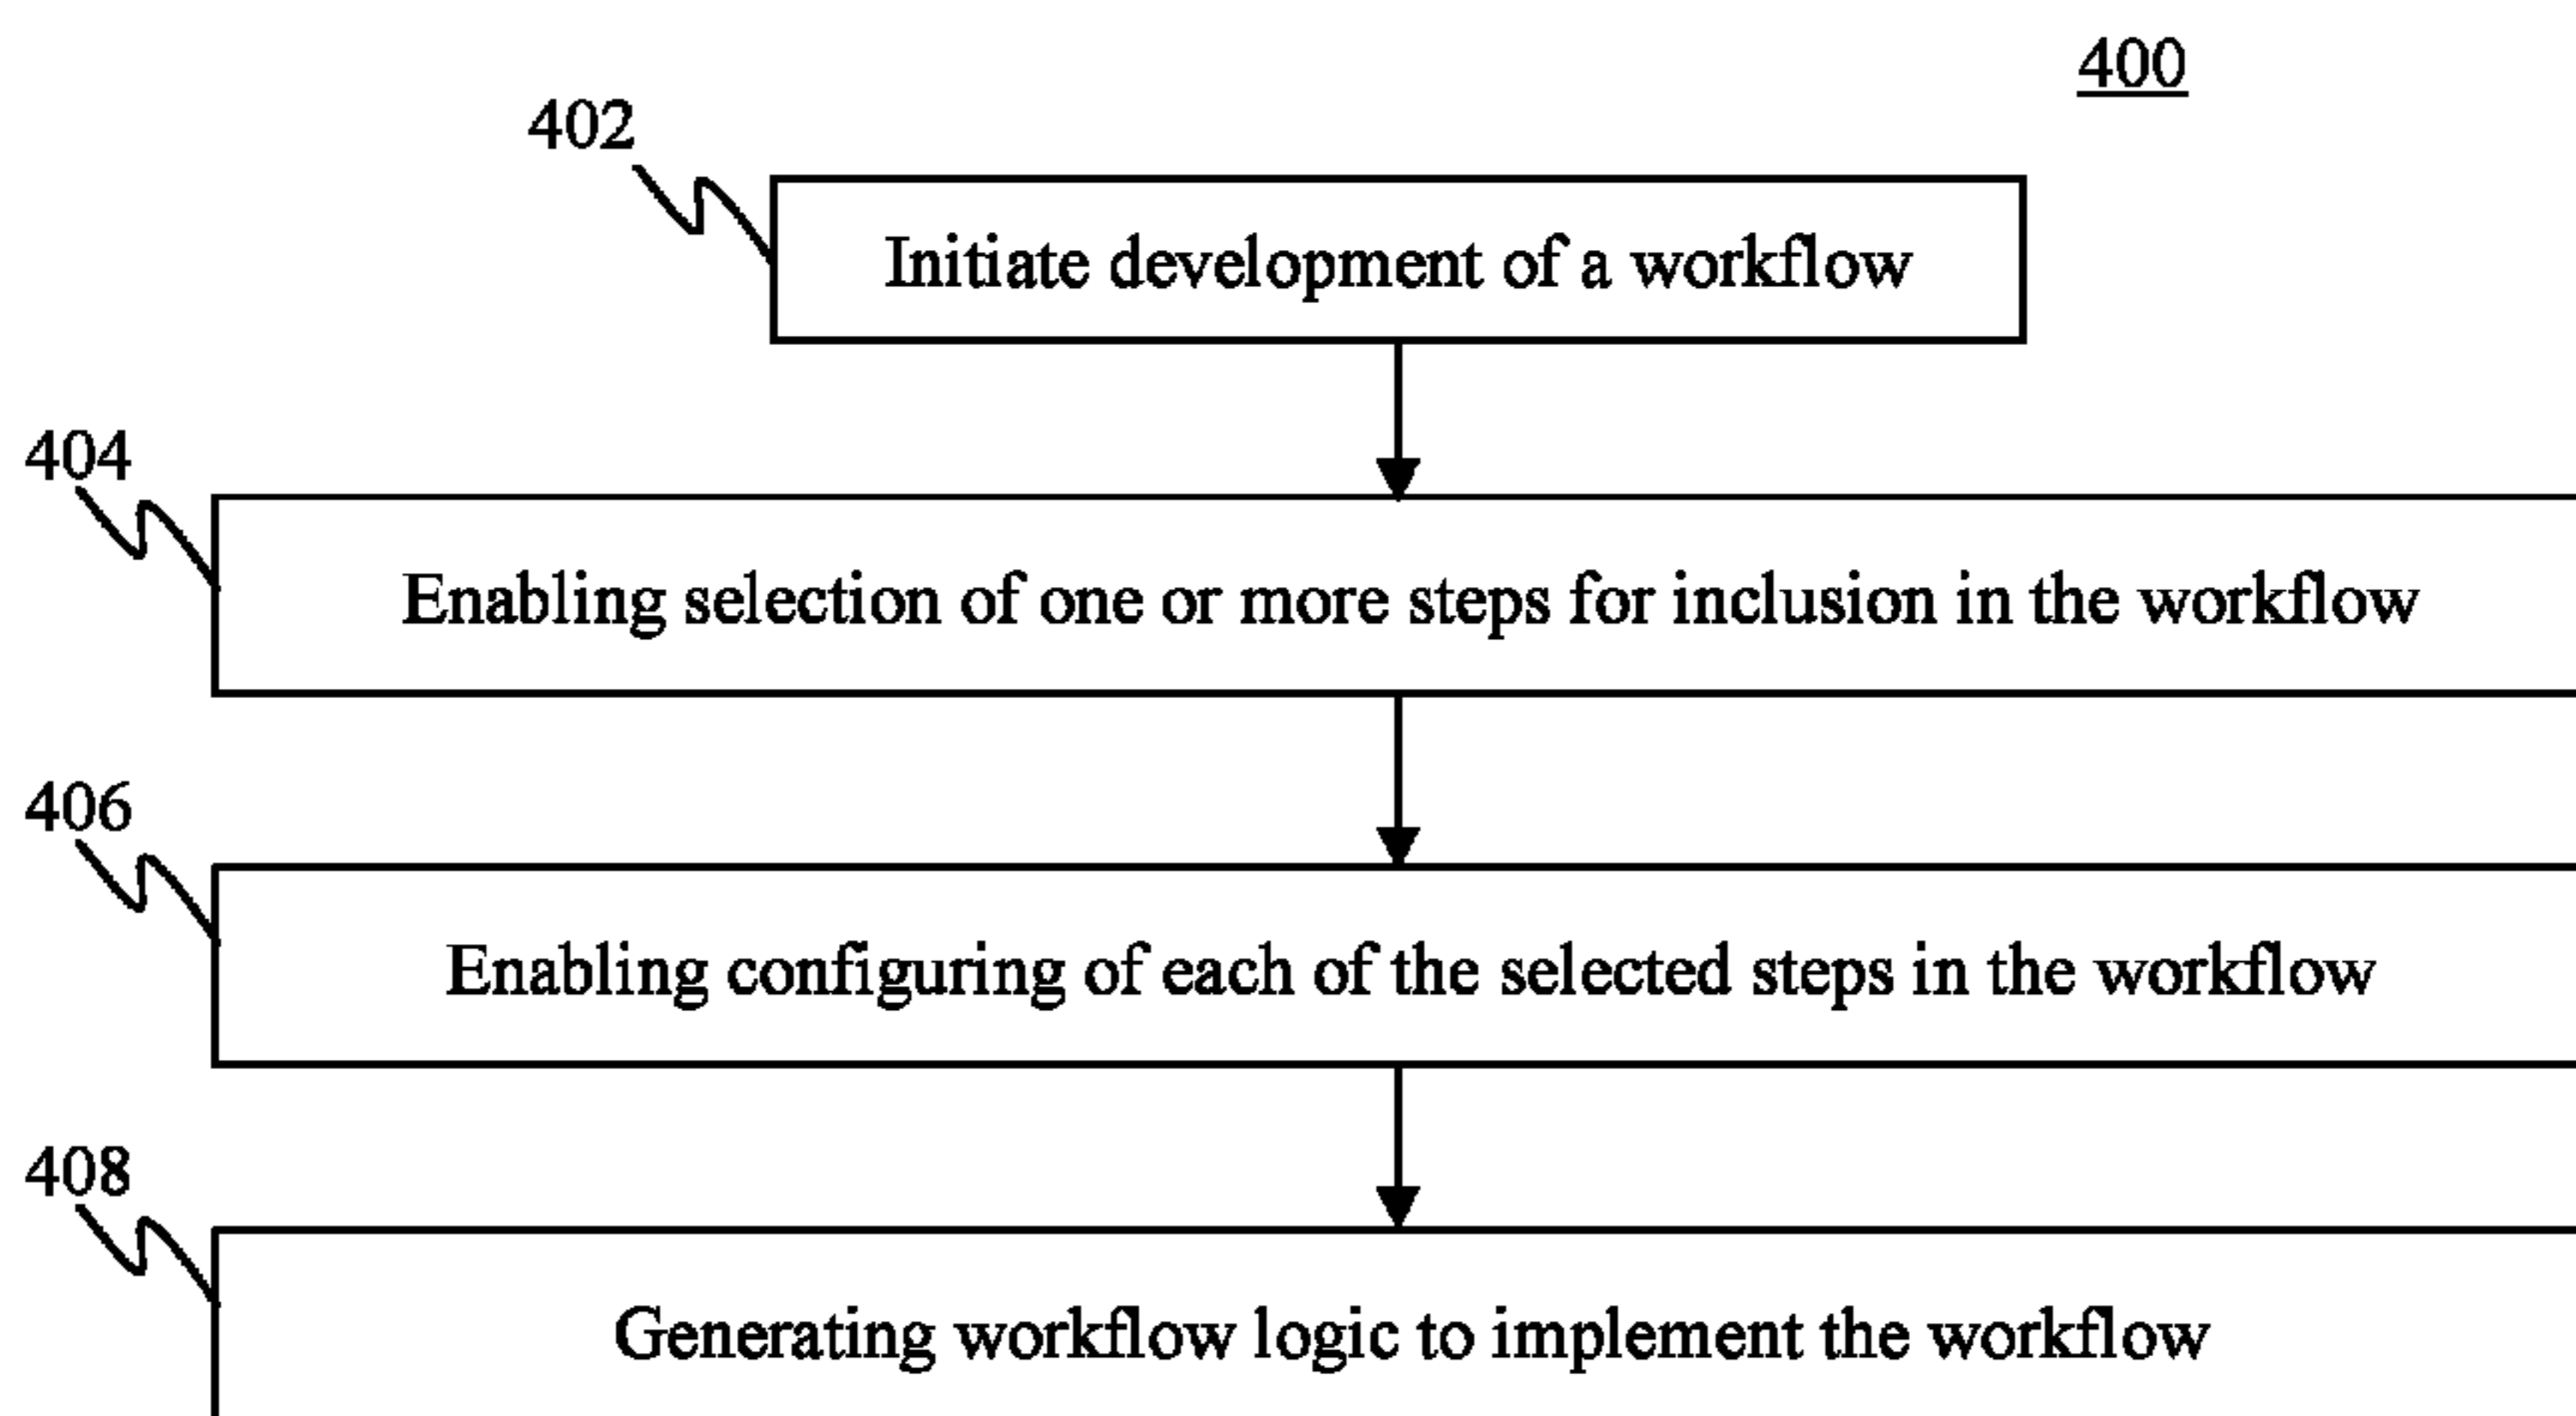 400
402
Initiate development of a workflow
404
Enabling selection of one or more steps for inclusion in the workflow
406
Enabling configuring of each of the selected steps in the workflow
408
Generating workflow logic to implement the workflow